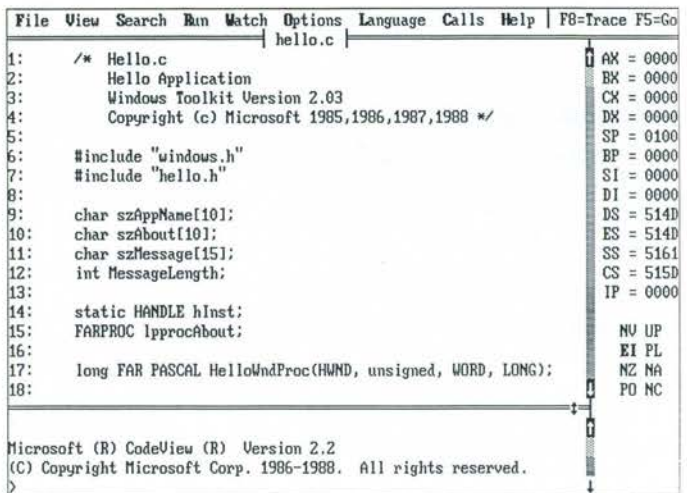 File View Search Run Watch Options Language Calls Help | F8=Trace F5=Go
hello.c
1: /* Hello.c
2: Hello Application
3: Windows Toolkit Version 2.03
4: Copyright (c) Microsoft 1985,1986,1987,1988 */
5:
6: #include "windows.h"
7: #include "hello.h"
8:
9: char szAppName[10];
10: char szAbout[10];
11: char szMessage[15];
12: int MessageLength;
13:
14: static HANDLE hInst;
15: FARPROC lpprocAbout;
16:
17: long FAR PASCAL HelloWndProc(HWND, unsigned, WORD, LONG);
18:
AX = 0000
BX = 0000
CX = 0000
DX = 0000
SP = 0100
BP = 0000
SI = 0000
DI = 0000
DS = 514D
ES = 514D
SS = 5161
CS = 515D
IP = 0000
NV UP
EI PL
NZ NA
PO NC
Microsoft (R) CodeView (R) Version 2.2
(C) Copyright Microsoft Corp. 1986-1988. All rights reserved.
>